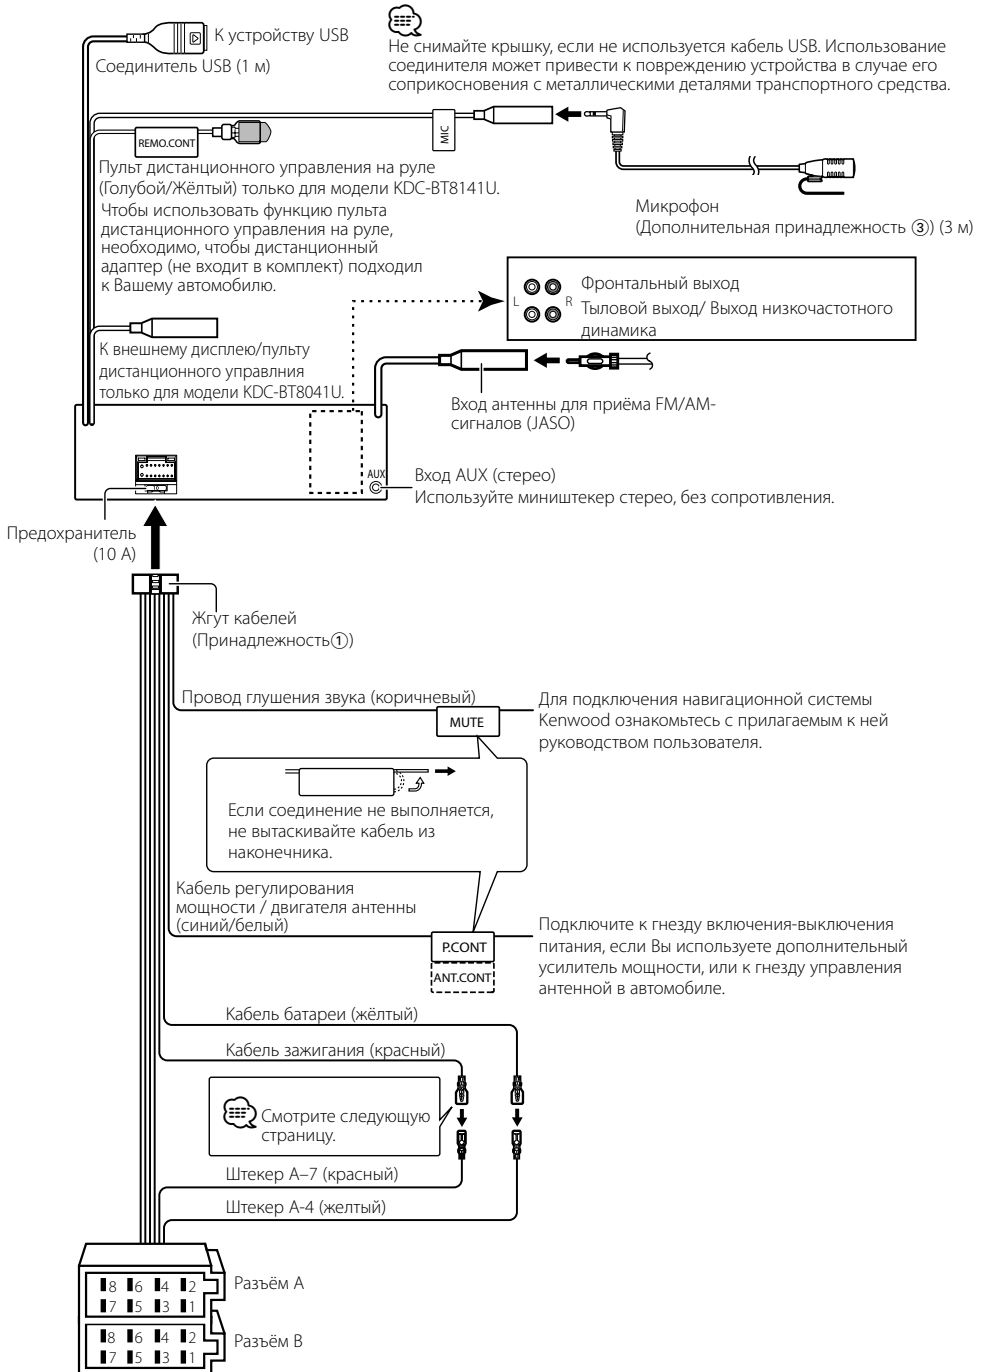 К устройству USB
Соединитель USB (1 м)
Не снимайте крышку, если не используется кабель USB. Использование
соединителя может привести к повреждению устройства в случае его
соприкосновения с металлическими деталями транспортного средства.
REMO.CONT
MIC
Пульт дистанционного управления на руле
(Голубой/Жёлтый) только для модели KDC-BT8141U.
Чтобы использовать функцию пульта
дистанционного управления на руле,
необходимо, чтобы дистанционный
адаптер (не входит в комплект) подходил
к Вашему автомобилю.
Микрофон
(Дополнительная принадлежность ③) (3 м)
L
R
Фронтальный выход
Тыловой выход/ Выход низкочастотного
динамика
К внешнему дисплею/пульту
дистанционного управлния
только для модели KDC-BT8041U.
Вход антенны для приёма FM/AM-
сигналов (JASO)
AUX
Вход AUX (стерео)
Используйте миништекер стерео, без сопротивления.
Предохранитель
(10 А)
Жгут кабелей
(Принадлежность①)
Провод глушения звука (коричневый)
MUTE
Для подключения навигационной системы
Kenwood ознакомьтесь с прилагаемым к ней
руководством пользователя.
Если соединение не выполняется,
не вытаскивайте кабель из
наконечника.
Кабель регулирования
мощности / двигателя антенны
(синий/белый)
P.CONT
ANT.CONT
Подключите к гнезду включения-выключения
питания, если Вы используете дополнительный
усилитель мощности, или к гнезду управления
антенной в автомобиле.
Кабель батареи (жёлтый)
Кабель зажигания (красный)
Смотрите следующую
страницу.
Штекер A–7 (красный)
Штекер A-4 (желтый)
8 6 4 2
7 5 3 1
Разъём A
8 6 4 2
7 5 3 1
Разъём B